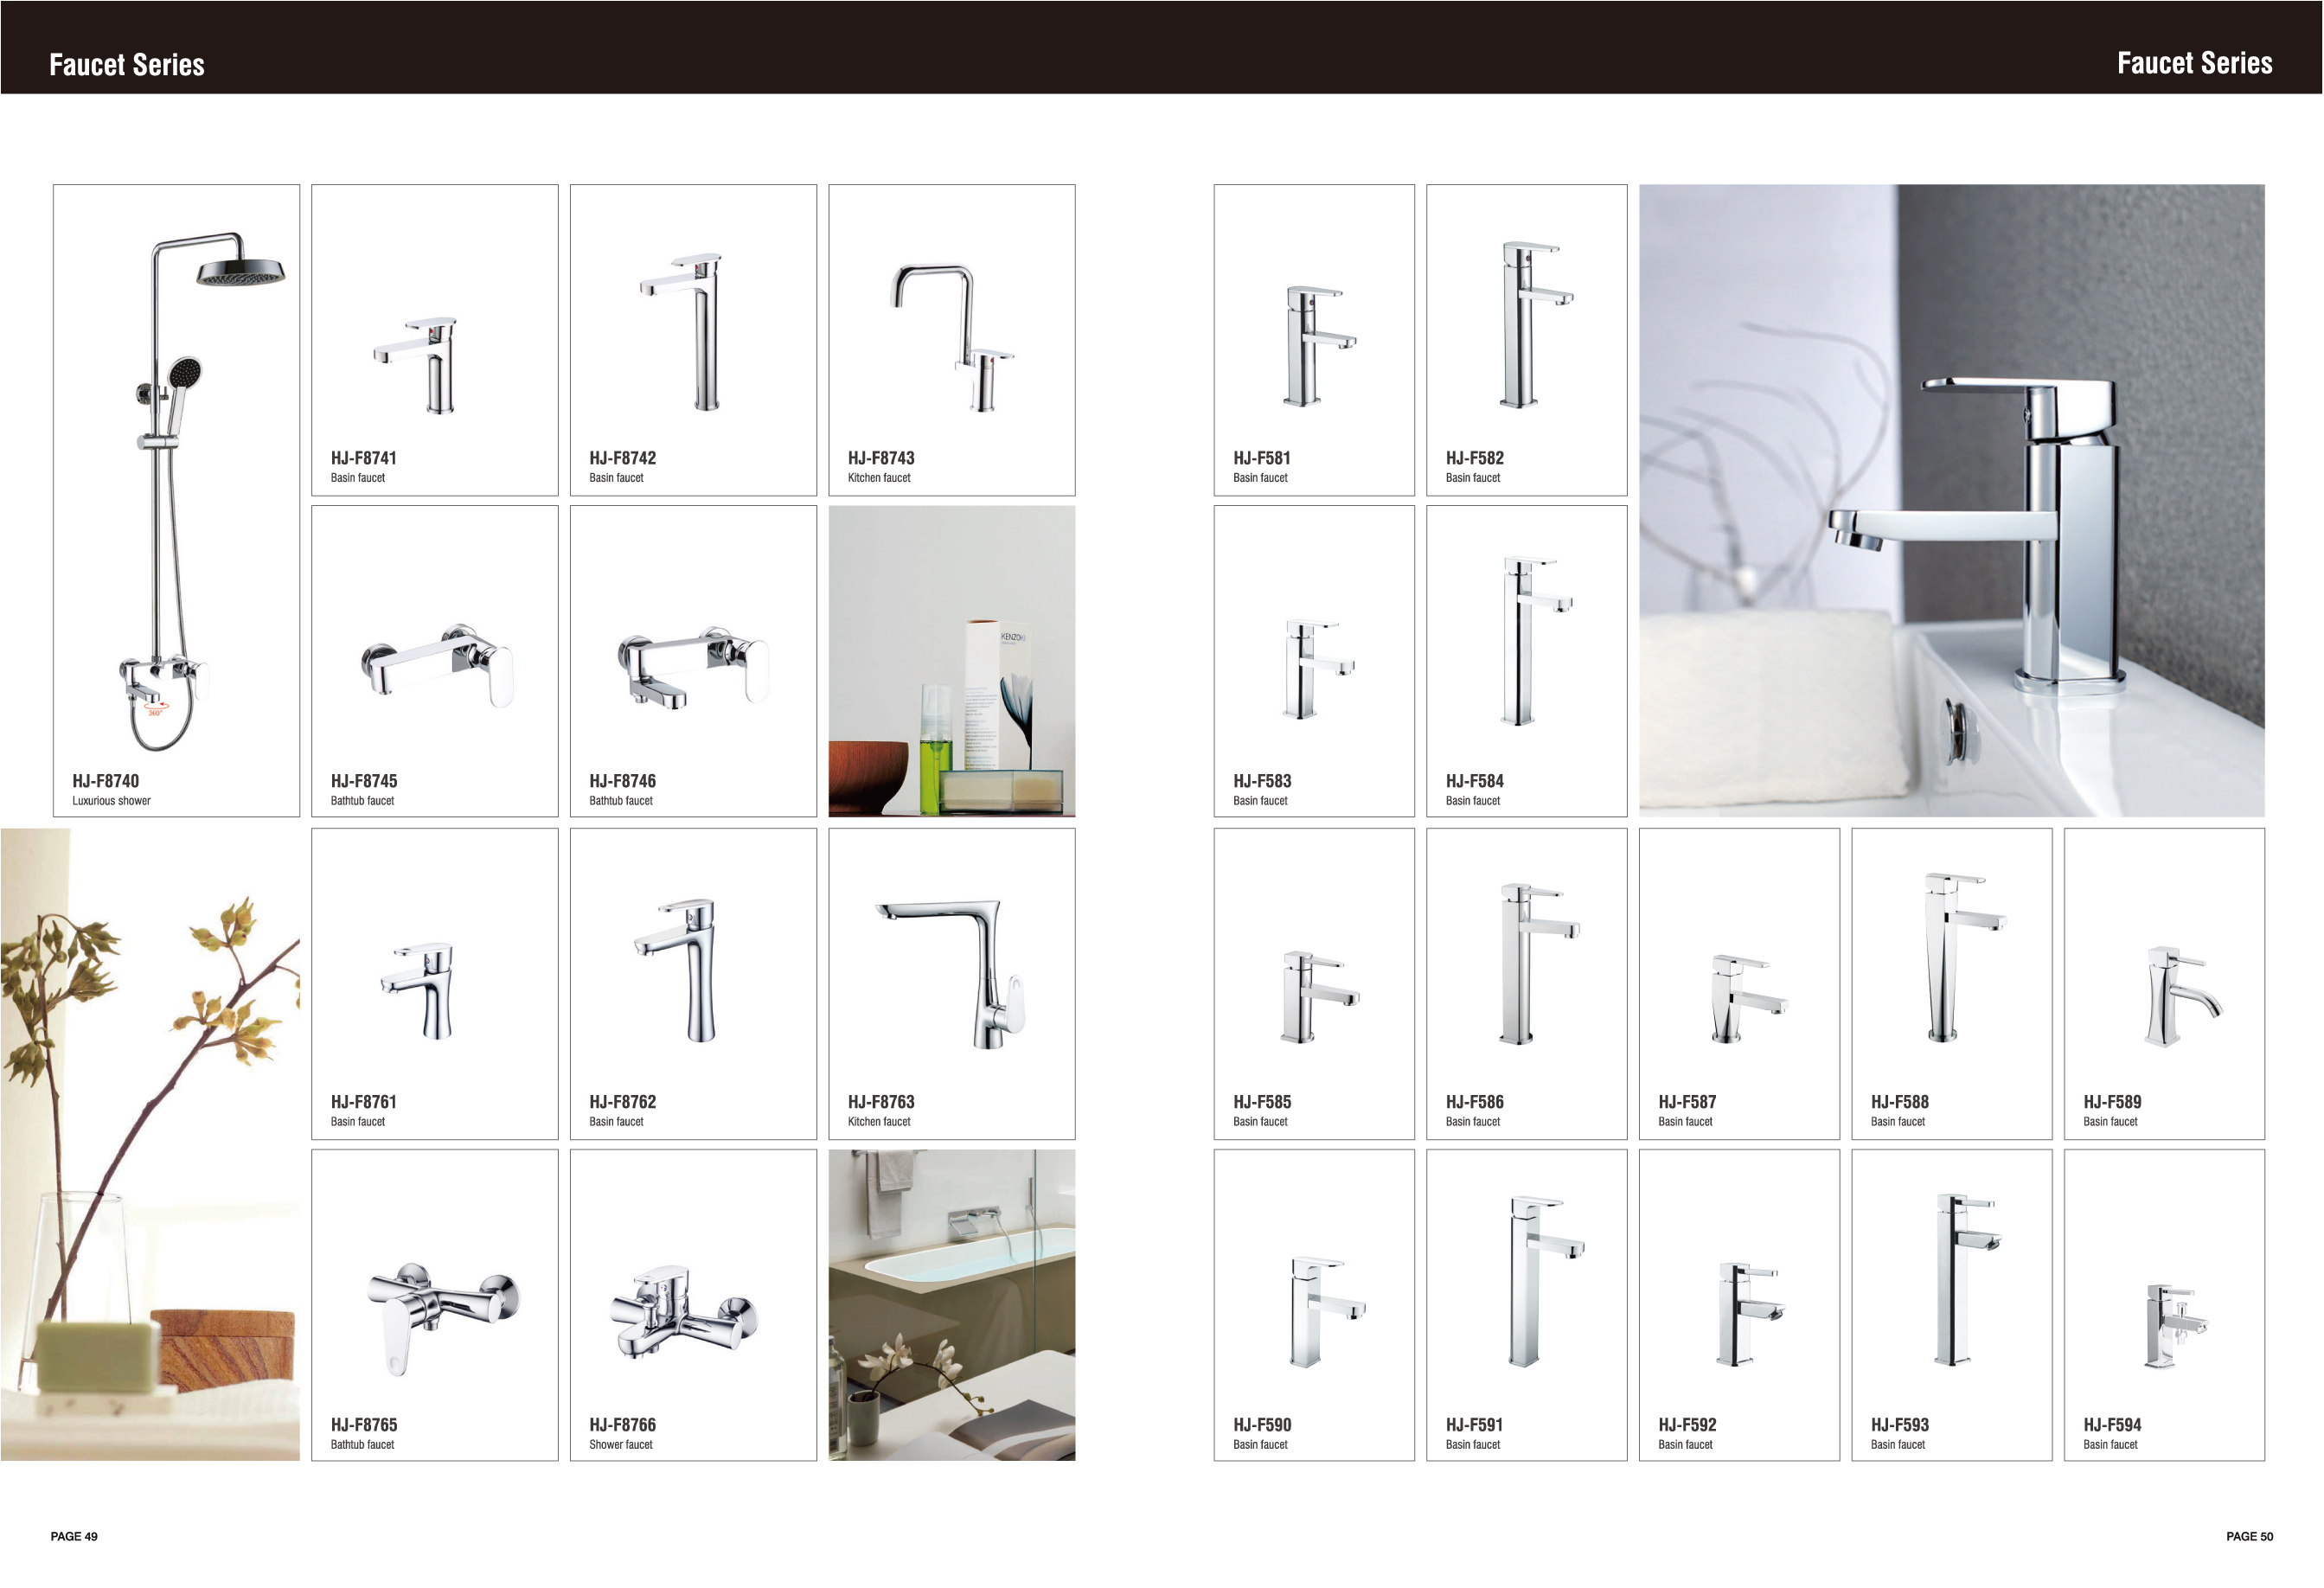 Faucet Series
Faucet Series
HJ-F8741
Basin faucet
HJ-F8742
Basin faucet
HJ-F8743
Kitchen faucet
360°
HJ-F8740
Luxurious shower
HJ-F8745
Bathtub faucet
HJ-F8746
Bathtub faucet
KENZOKI
HJ-F8761
Basin faucet
HJ-F8762
Basin faucet
HJ-F8763
Kitchen faucet
HJ-F8765
Bathtub faucet
HJ-F8766
Shower faucet
PAGE 49
HJ-F581
Basin faucet
HJ-F582
Basin faucet
HJ-F583
Basin faucet
HJ-F584
Basin faucet
HJ-F585
Basin faucet
HJ-F586
Basin faucet
HJ-F587
Basin faucet
HJ-F588
Basin faucet
HJ-F589
Basin faucet
HJ-F590
Basin faucet
HJ-F591
Basin faucet
HJ-F592
Basin faucet
HJ-F593
Basin faucet
HJ-F594
Basin faucet
PAGE 50